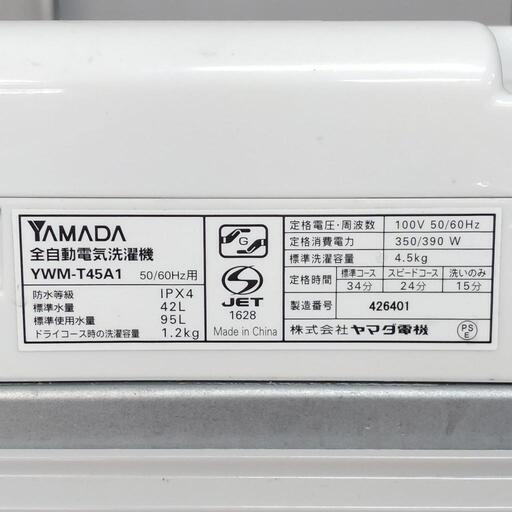 YAMADA
全自動電気洗濯機
YWM-T45A1 50/60Hz用
防水等級 IPX4
標準水量 42L
標準使用水量 95L
ドライコース時の洗濯容量 1.2kg
G
S
JET
1628
Made in China
定格電圧・周波数 100V 50/60Hz
定格消費電力 350/390 W
標準洗濯容量 4.5kg
定格時間 標準コース スピードコース 洗いのみ
34分 24分 15分
製造番号 426401
株式会社ヤマダ電機
PS
E